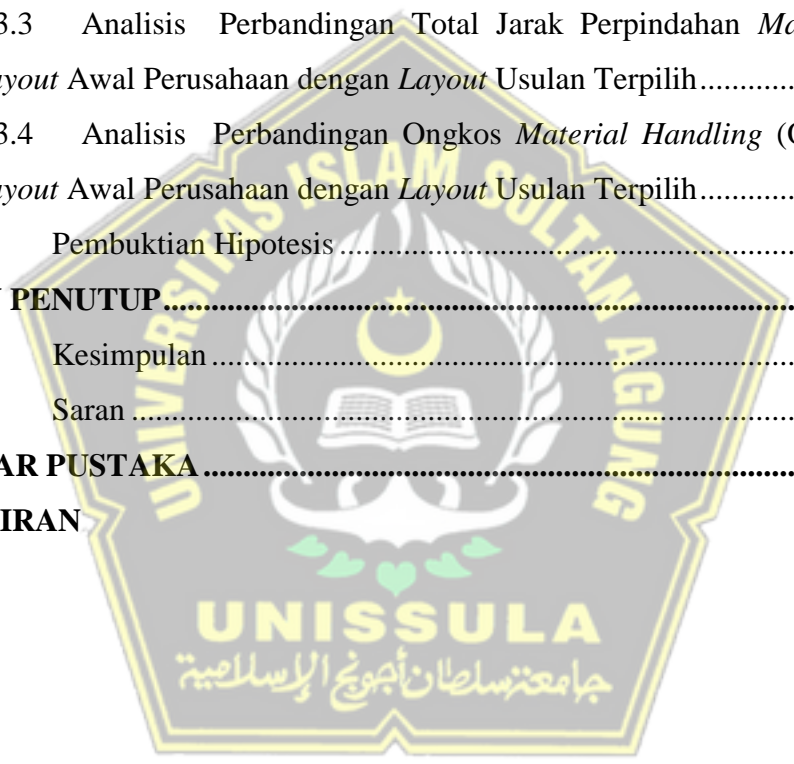 3.3 Analisis Perbandingan Total Jarak Perpindahan Ma
yout Awal Perusahaan dengan Layout Usulan Terpilih............
3.4 Analisis Perbandingan Ongkos Material Handling (
yout Awal Perusahaan dengan Layout Usulan Terpilih............
Pembuktian Hipotesis............
PENUTUP............
Kesimpulan............
Saran............
AR PUSTAKA............
IRAN
UNIVERSITAS ISLAM SULTAN AGUNG
UNISSULA
جامعة سلطان أجونج الإسلامية